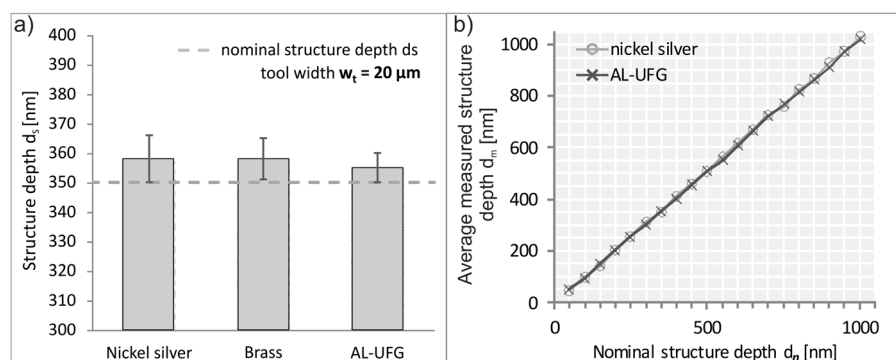 a)
Structure depth ds [nm]
400
390
380
370
360
350
340
330
320
310
300
nominal structure depth ds
tool width wt = 20 µm
Nickel silver
Brass
AL-UFG
b)
Average measured structure
depth dm [nm]
1000
800
600
400
200
0
nickel silver
AL-UFG
0
500
1000
Nominal structure depth dn [nm]